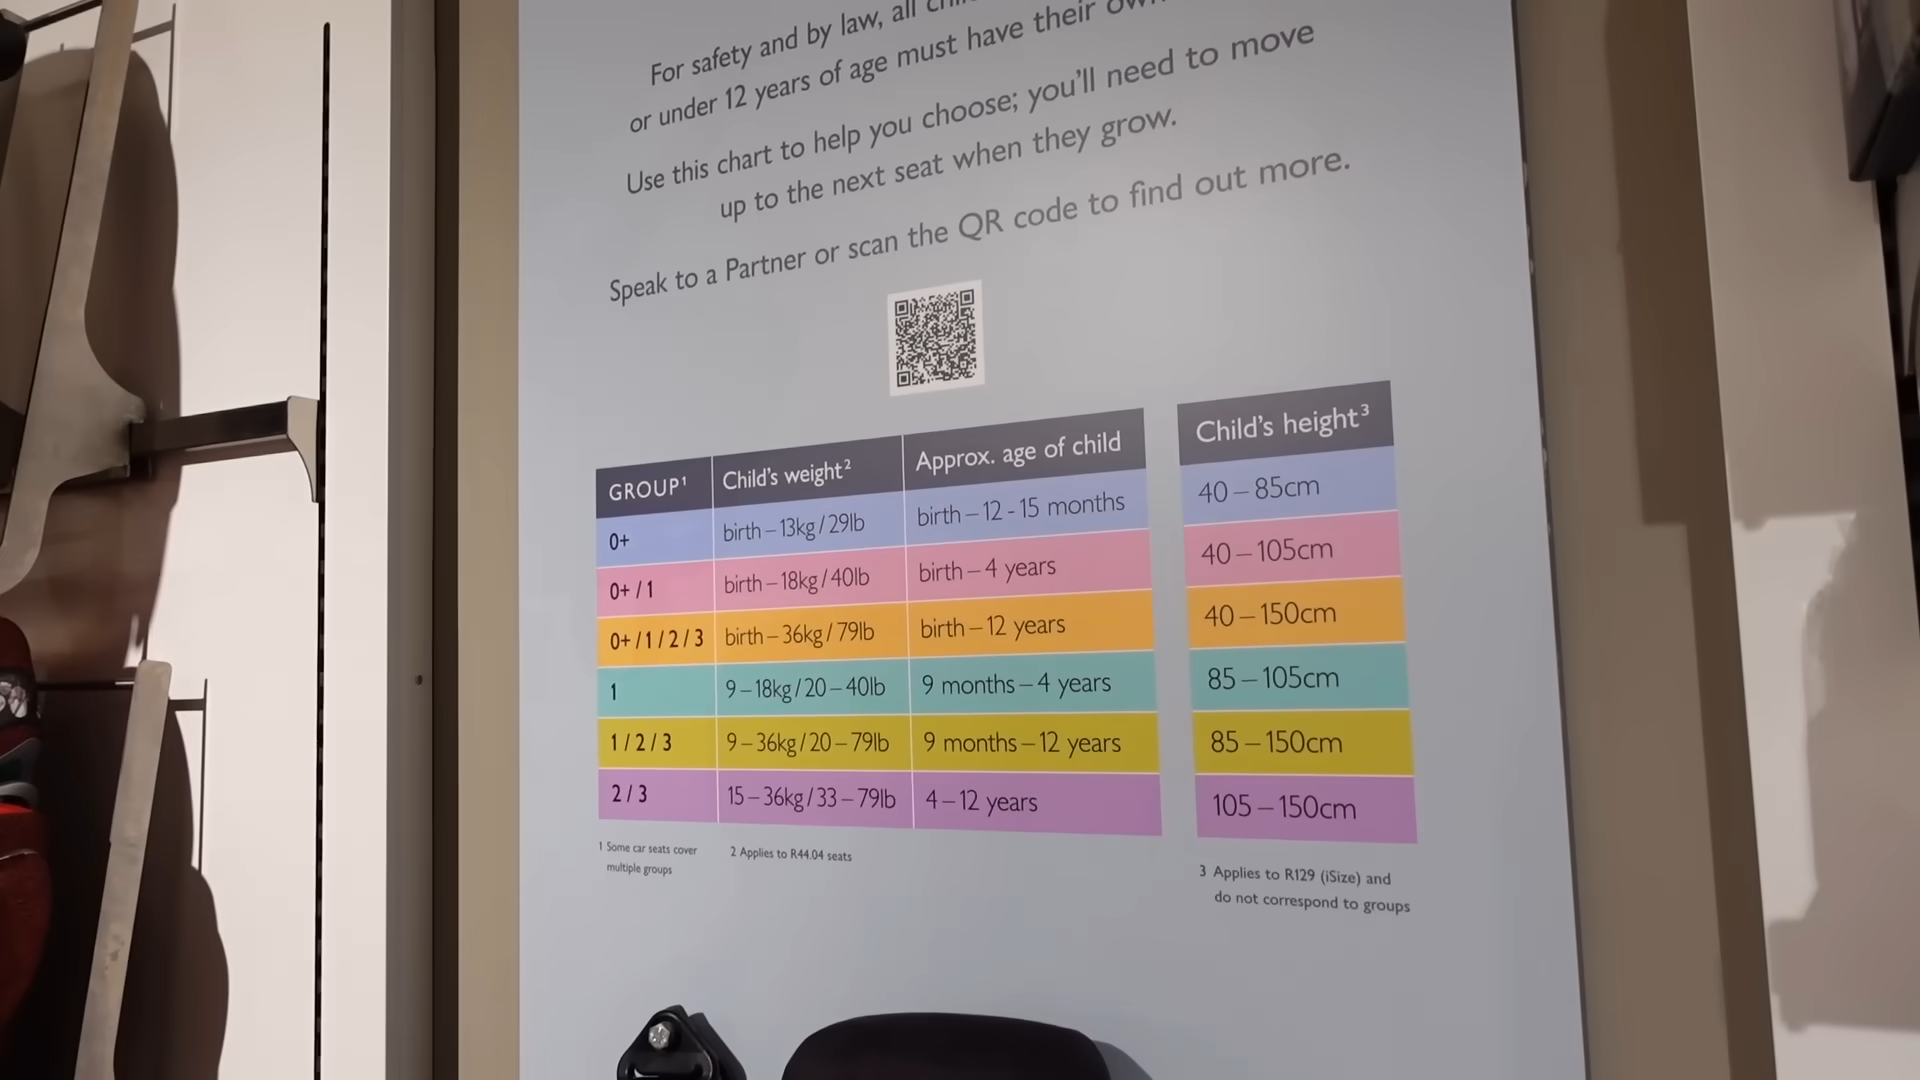 For safety and by law, all
or under 12 years of age must have their
Use this chart to help you choose; you'll need to move
up to the next seat when they grow.
Speak to a Partner or scan the QR code to find out more.
GROUP¹ Child's weight² Approx. age of child Child's height³
0+ birth – 13kg / 29lb birth – 12 - 15 months 40 – 85cm
0+ / 1 birth – 18kg / 40lb birth – 4 years 40 – 105cm
0+ / 1 / 2 / 3 birth – 36kg / 79lb birth – 12 years 40 – 150cm
1 9 – 18kg / 20 – 40lb 9 months – 4 years 85 – 105cm
1 / 2 / 3 9 – 36kg / 20 – 79lb 9 months – 12 years 85 – 150cm
2 / 3 15 – 36kg / 33 – 79lb 4 – 12 years 105 – 150cm
1 Some car seats cover
multiple groups
2 Applies to R44.04 seats
3 Applies to R129 (iSize) and
do not correspond to groups